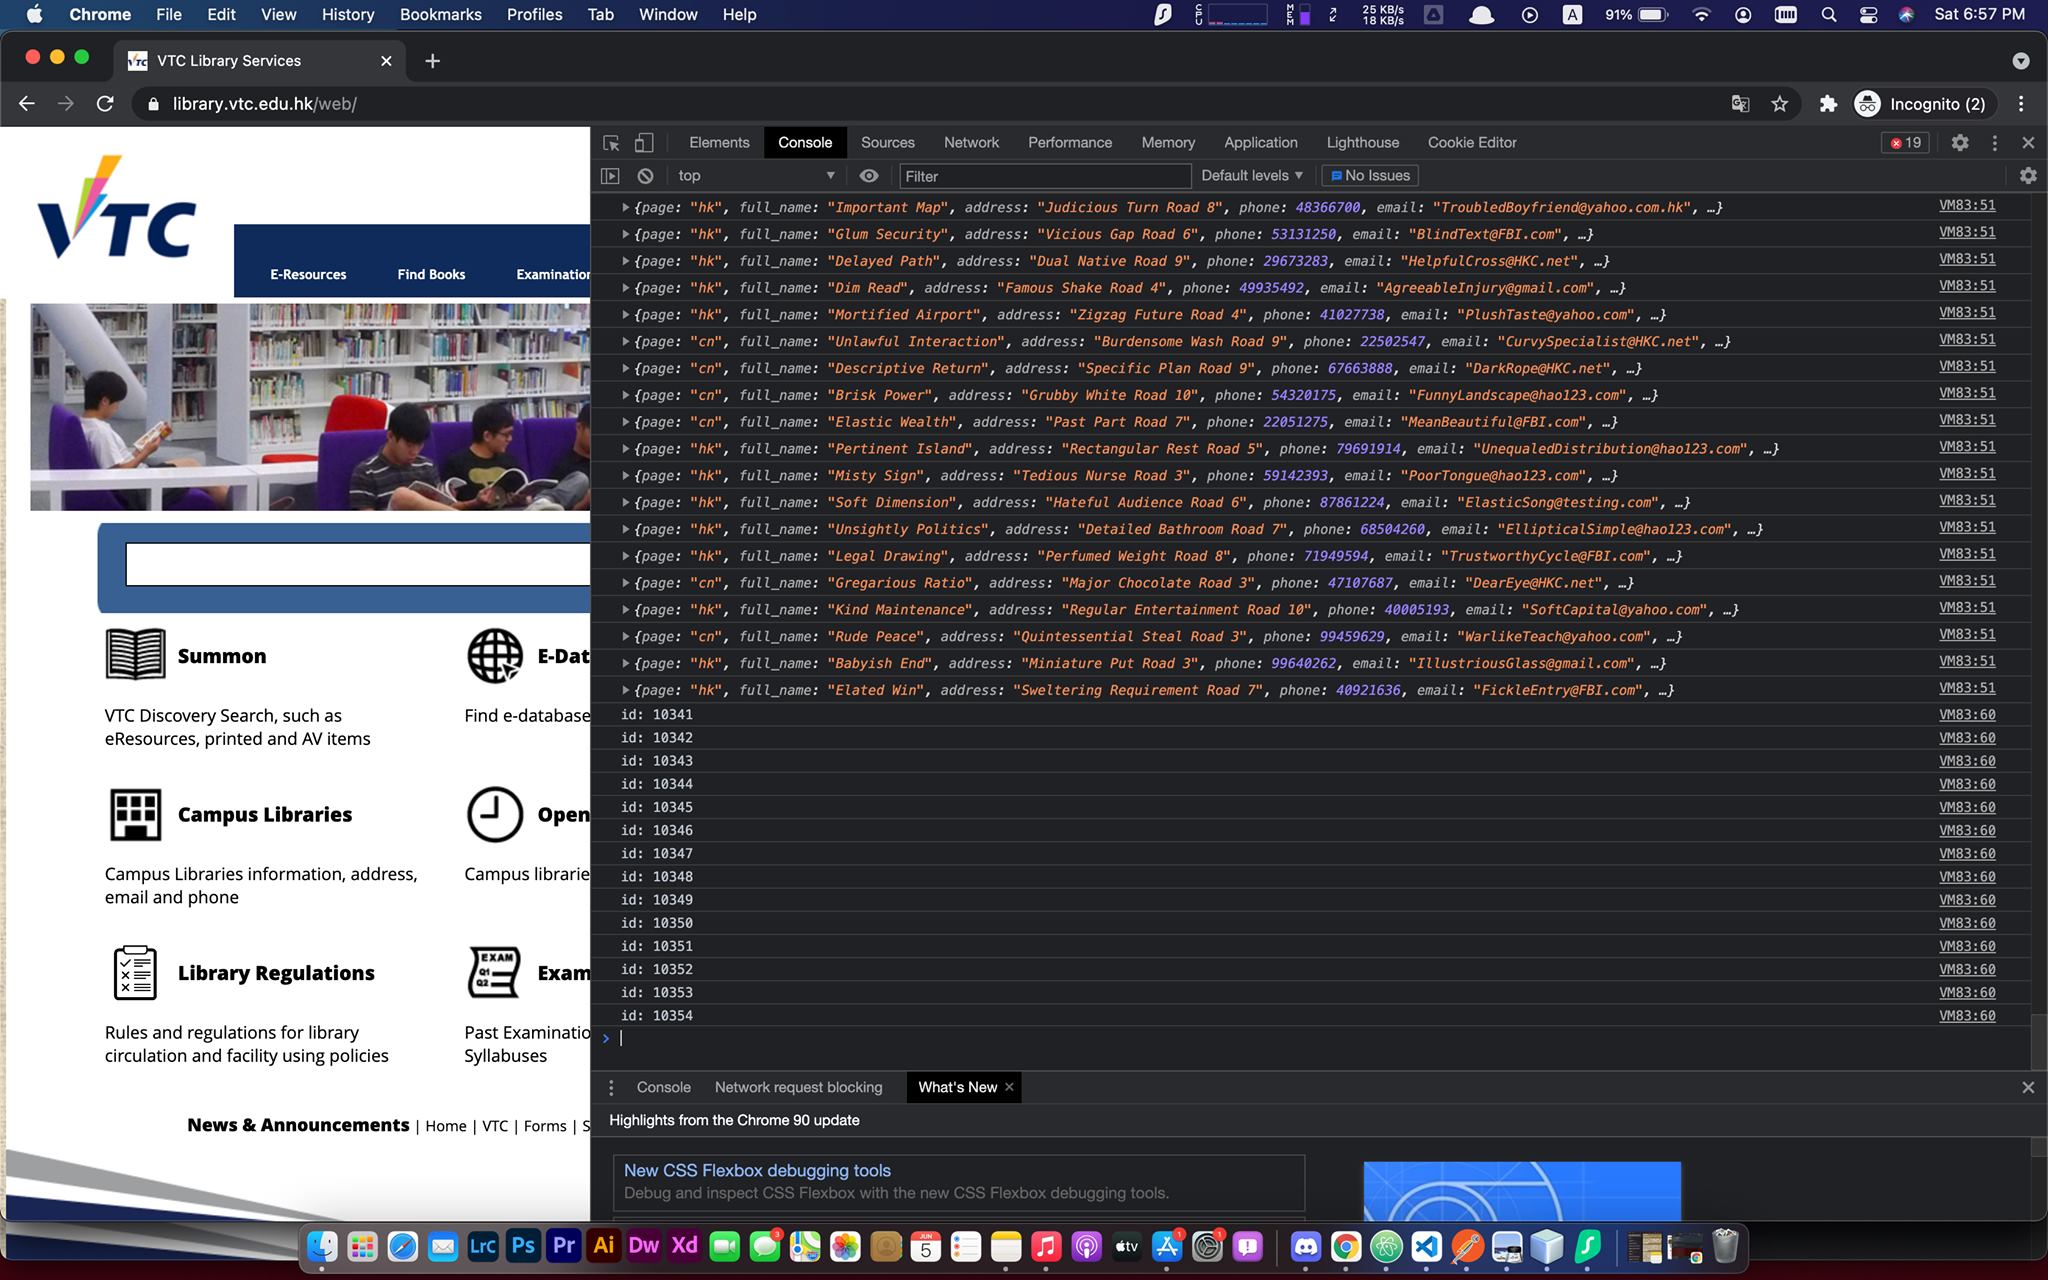 Chrome File Edit View History Bookmarks Profiles Tab Window Help
CPU MEM 25 KB/s 18 KB/s A 91% Sat 6:57 PM
VTC Library Services
library.vtc.edu.hk/web/
Incognito (2)
VTC
E-Resources Find Books Examination
Summon
VTC Discovery Search, such as
eResources, printed and AV items
E-Dat
Find e-database
Campus Libraries
Campus Libraries information, address,
email and phone
Open
Campus librarie
Library Regulations
Rules and regulations for library
circulation and facility using policies
EXAM
Q1
Q2
Exam
Past Examinatio
Syllabuses
News & Announcements | Home | VTC | Forms | S
Elements Console Sources Network Performance Memory Application Lighthouse Cookie Editor 19
top Filter Default levels No Issues
{page: "hk", full_name: "Important Map", address: "Judicious Turn Road 8", phone: 48366700, email: "TroubledBoyfriend@yahoo.com.hk", …} VM83:51
{page: "hk", full_name: "Glum Security", address: "Vicious Gap Road 6", phone: 53131250, email: "BlindText@FBI.com", …} VM83:51
{page: "hk", full_name: "Delayed Path", address: "Dual Native Road 9", phone: 29673283, email: "HelpfulCross@HKC.net", …} VM83:51
{page: "hk", full_name: "Dim Read", address: "Famous Shake Road 4", phone: 49935492, email: "AgreeableInjury@gmail.com", …} VM83:51
{page: "hk", full_name: "Mortified Airport", address: "Zigzag Future Road 4", phone: 41027738, email: "PlushTaste@yahoo.com", …} VM83:51
{page: "cn", full_name: "Unlawful Interaction", address: "Burdensome Wash Road 9", phone: 22502547, email: "CurvySpecialist@HKC.net", …} VM83:51
{page: "cn", full_name: "Descriptive Return", address: "Specific Plan Road 9", phone: 67663888, email: "DarkRope@HKC.net", …} VM83:51
{page: "cn", full_name: "Brisk Power", address: "Grubby White Road 10", phone: 54320175, email: "FunnyLandscape@hao123.com", …} VM83:51
{page: "cn", full_name: "Elastic Wealth", address: "Past Part Road 7", phone: 22051275, email: "MeanBeautiful@FBI.com", …} VM83:51
{page: "hk", full_name: "Pertinent Island", address: "Rectangular Rest Road 5", phone: 79691914, email: "UnequaledDistribution@hao123.com", …} VM83:51
{page: "hk", full_name: "Misty Sign", address: "Tedious Nurse Road 3", phone: 59142393, email: "PoorTongue@hao123.com", …} VM83:51
{page: "hk", full_name: "Soft Dimension", address: "Hateful Audience Road 6", phone: 87861224, email: "ElasticSong@testing.com", …} VM83:51
{page: "hk", full_name: "Unsightly Politics", address: "Detailed Bathroom Road 7", phone: 68504260, email: "EllipticalSimple@hao123.com", …} VM83:51
{page: "hk", full_name: "Legal Drawing", address: "Perfumed Weight Road 8", phone: 71949594, email: "TrustworthyCycle@FBI.com", …} VM83:51
{page: "cn", full_name: "Gregarious Ratio", address: "Major Chocolate Road 3", phone: 47107687, email: "DearEye@HKC.net", …} VM83:51
{page: "hk", full_name: "Kind Maintenance", address: "Regular Entertainment Road 10", phone: 40005193, email: "SoftCapital@yahoo.com", …} VM83:51
{page: "cn", full_name: "Rude Peace", address: "Quintessential Steal Road 3", phone: 99459629, email: "WarlikeTeach@yahoo.com", …} VM83:51
{page: "hk", full_name: "Babyish End", address: "Miniature Put Road 3", phone: 99640262, email: "IllustriousGlass@gmail.com", …} VM83:51
{page: "hk", full_name: "Elated Win", address: "Sweltering Requirement Road 7", phone: 40921636, email: "FickleEntry@FBI.com", …} VM83:51
id: 10341 VM83:60
id: 10342 VM83:60
id: 10343 VM83:60
id: 10344 VM83:60
id: 10345 VM83:60
id: 10346 VM83:60
id: 10347 VM83:60
id: 10348 VM83:60
id: 10349 VM83:60
id: 10350 VM83:60
id: 10351 VM83:60
id: 10352 VM83:60
id: 10353 VM83:60
id: 10354 VM83:60
Console Network request blocking What's New
Highlights from the Chrome 90 update
New CSS Flexbox debugging tools
Debug and inspect CSS Flexbox with the new CSS Flexbox debugging tools.
LrC Ps Pr Ai Dw Xd 3 JUN 5 tv 1 1